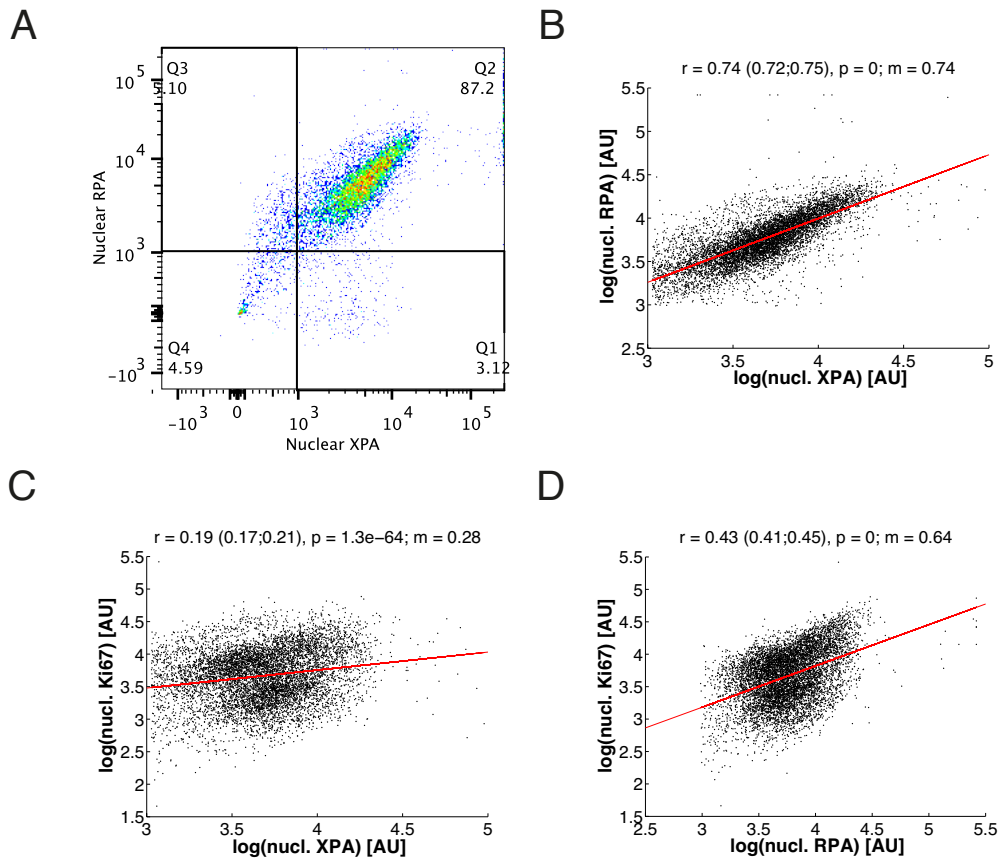 A
Q3
5.10
Q2
87.2
10^5
10^4
10^3
−10^3
Nuclear RPA
Q4
4.59
Q1
3.12
−10^3 0 10^3 10^4 10^5
Nuclear XPA
B
r = 0.74 (0.72;0.75), p = 0; m = 0.74
5.5
5
4.5
4
3.5
3
2.5
log(nucl. RPA) [AU]
3 3.5 4 4.5 5
log(nucl. XPA) [AU]
C
r = 0.19 (0.17;0.21), p = 1.3e−64; m = 0.28
5.5
5
4.5
4
3.5
3
2.5
2
1.5
log(nucl. Ki67) [AU]
3 3.5 4 4.5 5
log(nucl. XPA) [AU]
D
r = 0.43 (0.41;0.45), p = 0; m = 0.64
5.5
5
4.5
4
3.5
3
2.5
2
1.5
log(nucl. Ki67) [AU]
2.5 3 3.5 4 4.5 5 5.5
log(nucl. RPA) [AU]